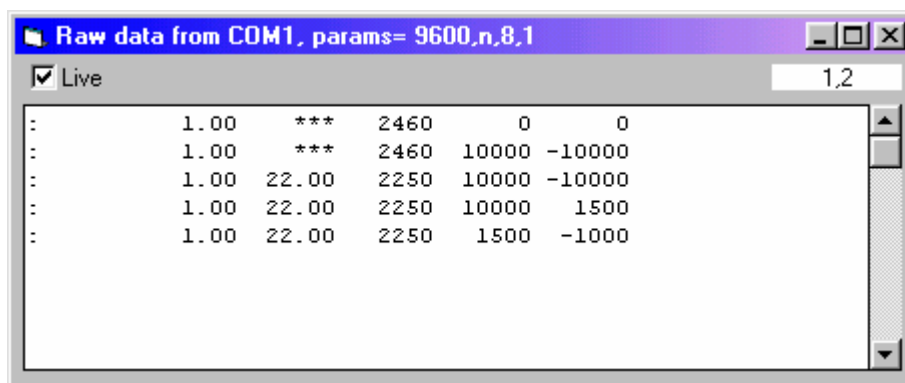 Raw data from COM1, params= 9600,n,8,1
Live 1,2
: 1.00 *** 2460 0 0
: 1.00 *** 2460 10000 -10000
: 1.00 22.00 2250 10000 -10000
: 1.00 22.00 2250 10000 1500
: 1.00 22.00 2250 1500 -1000